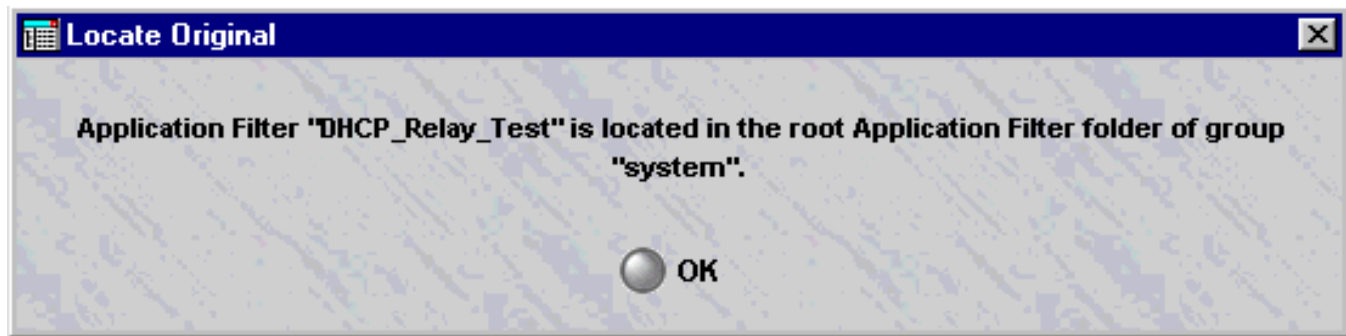 Locate Original
Application Filter "DHCP_Relay_Test" is located in the root Application Filter folder of group
"system".
OK